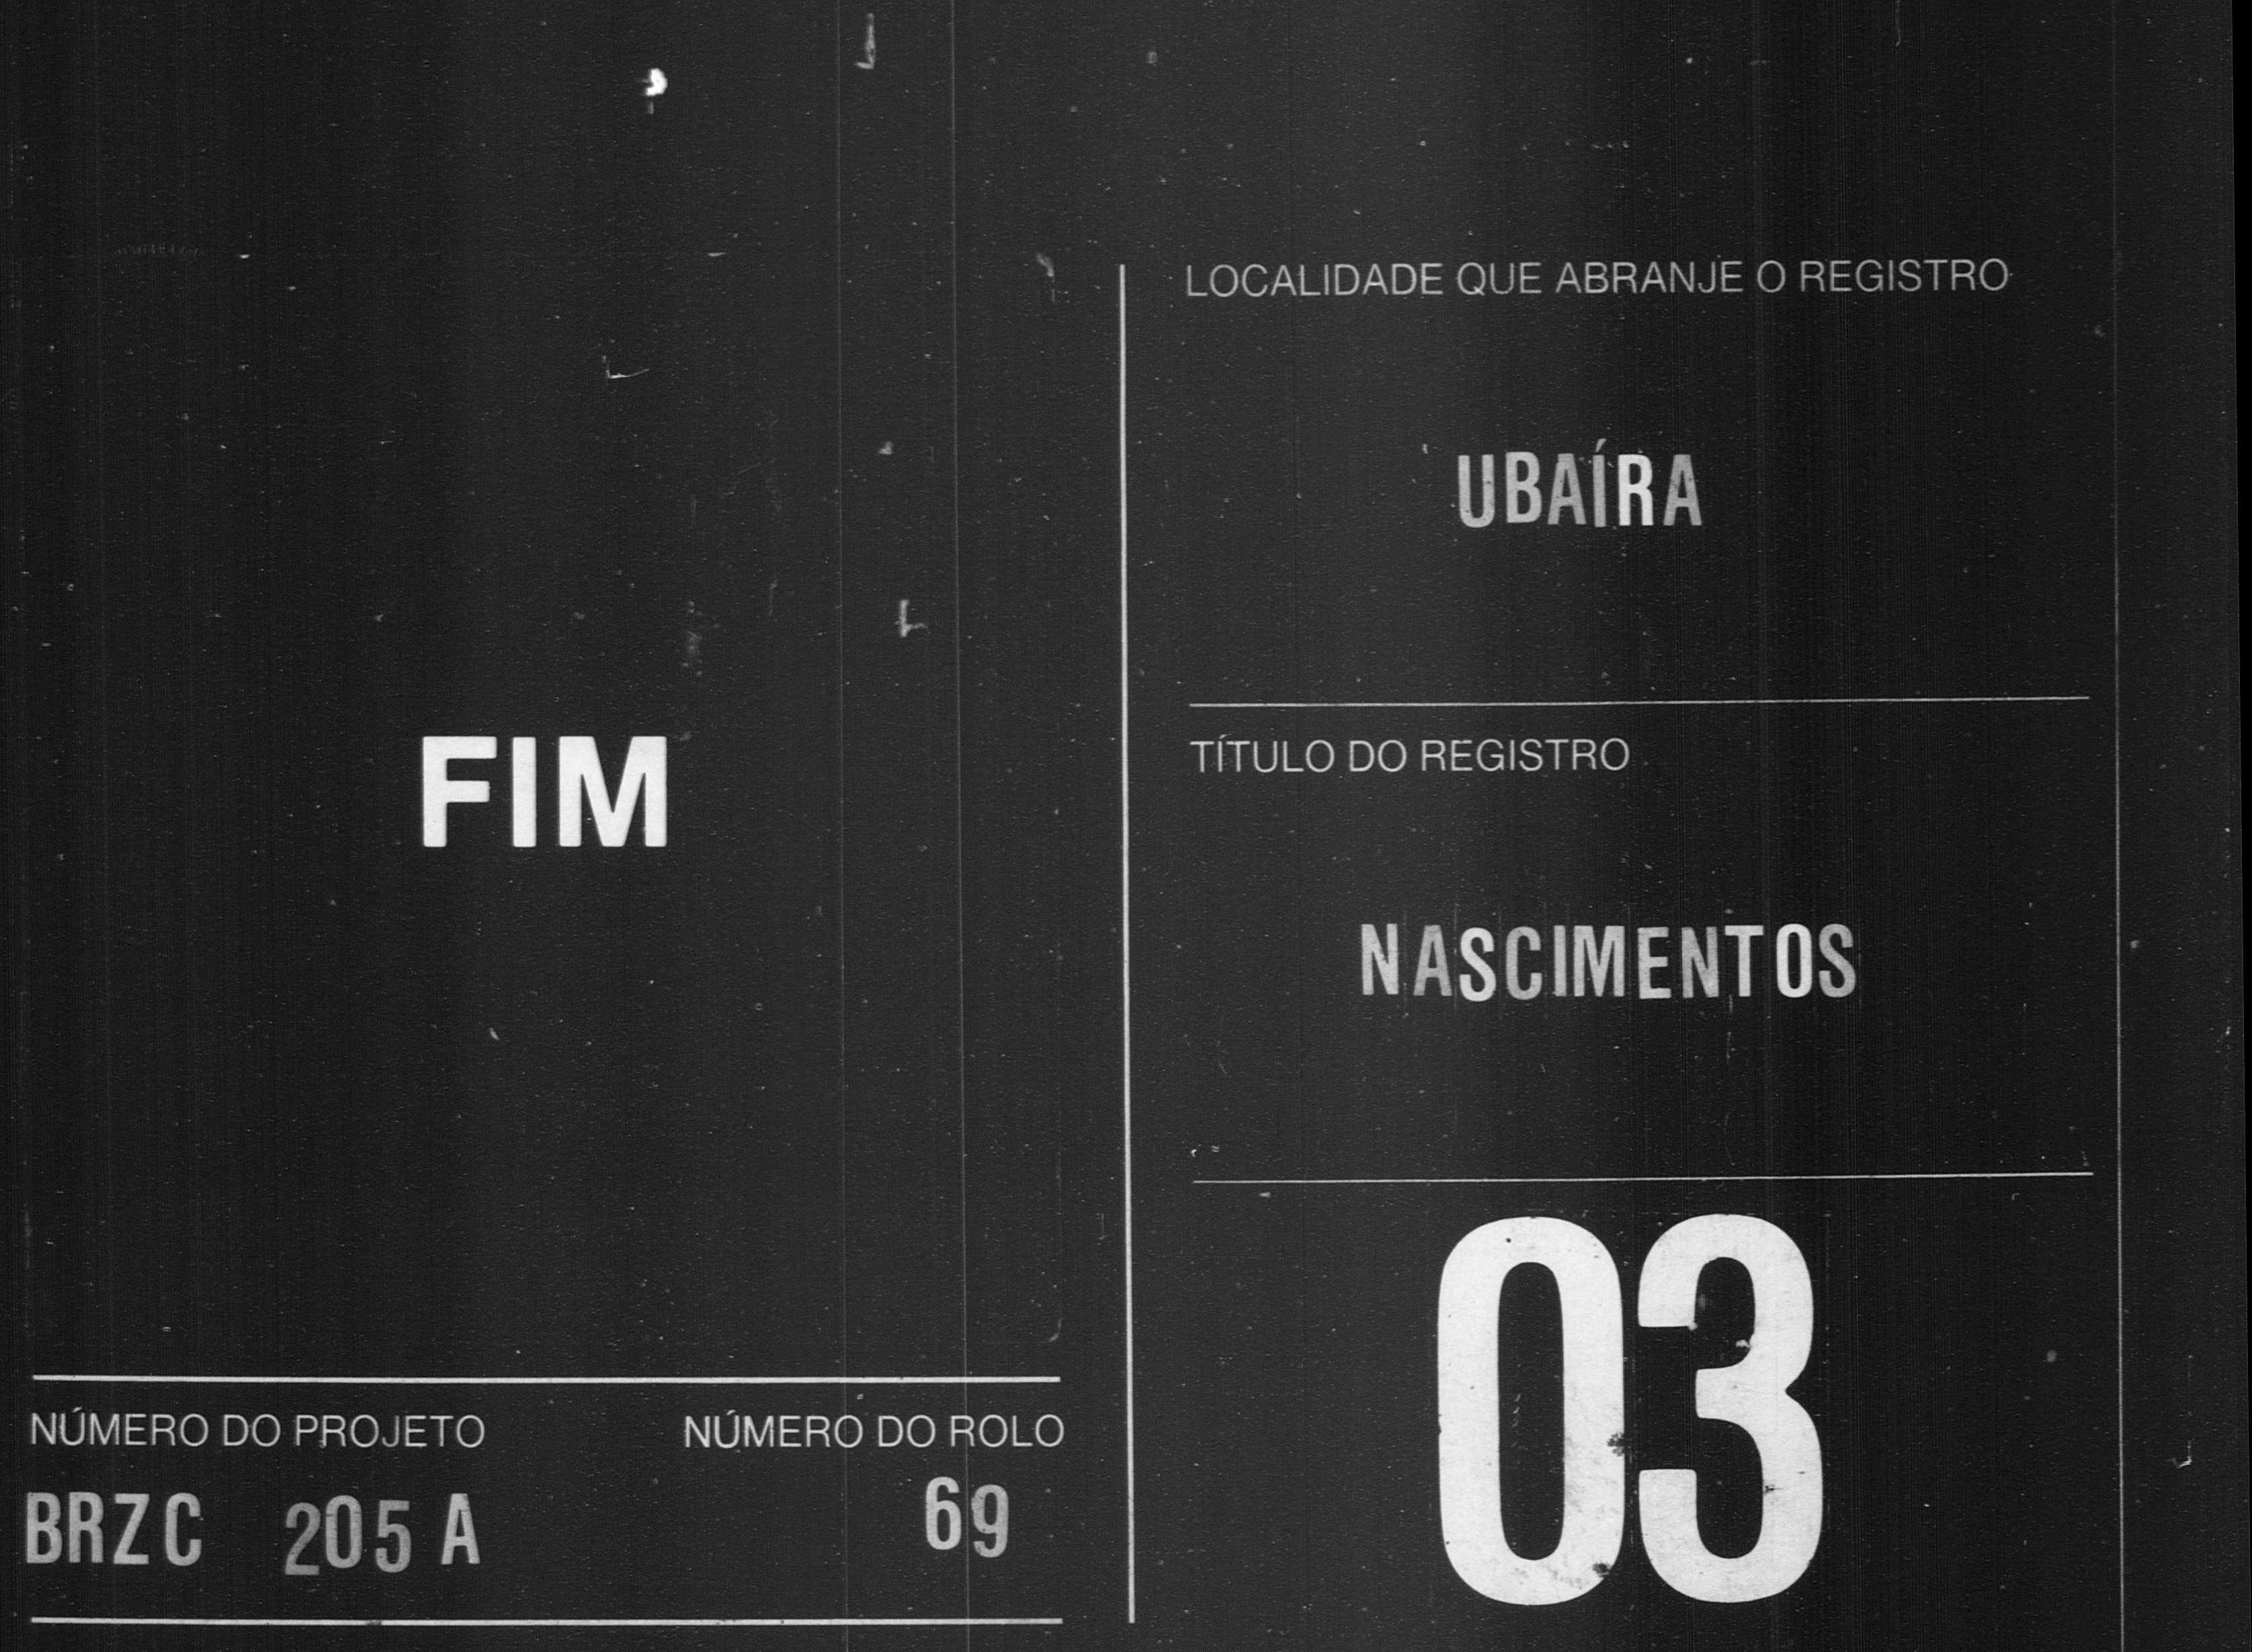 FIM
NÚMERO DO PROJETO
BRZC 205 A
NÚMERO DO ROLO
69
LOCALIDADE QUE ABRANJE O REGISTRO
UBAÍRA
TÍTULO DO REGISTRO
NASCIMENTOS
03